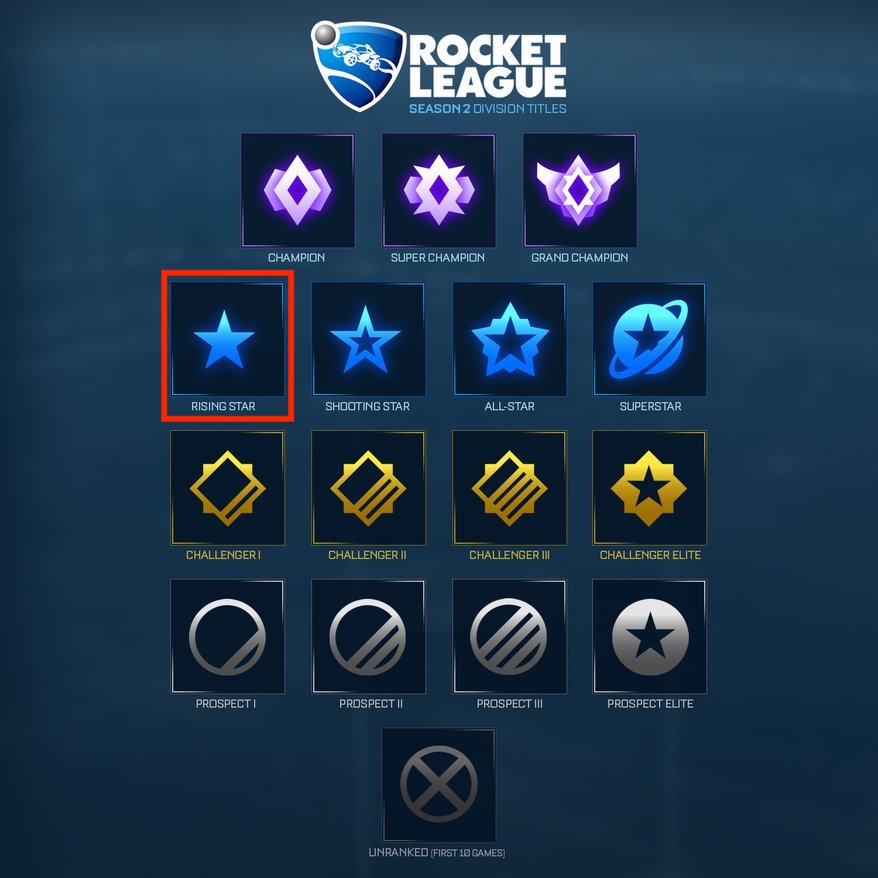 ROCKET
LEAGUE
SEASON 2 DIVISION TITLES
CHAMPION
SUPER CHAMPION
GRAND CHAMPION
RISING STAR
SHOOTING STAR
ALL-STAR
SUPERSTAR
CHALLENGER I
CHALLENGER II
CHALLENGER III
CHALLENGER ELITE
PROSPECT I
PROSPECT II
PROSPECT III
PROSPECT ELITE
UNRANKED (FIRST 10 GAMES)